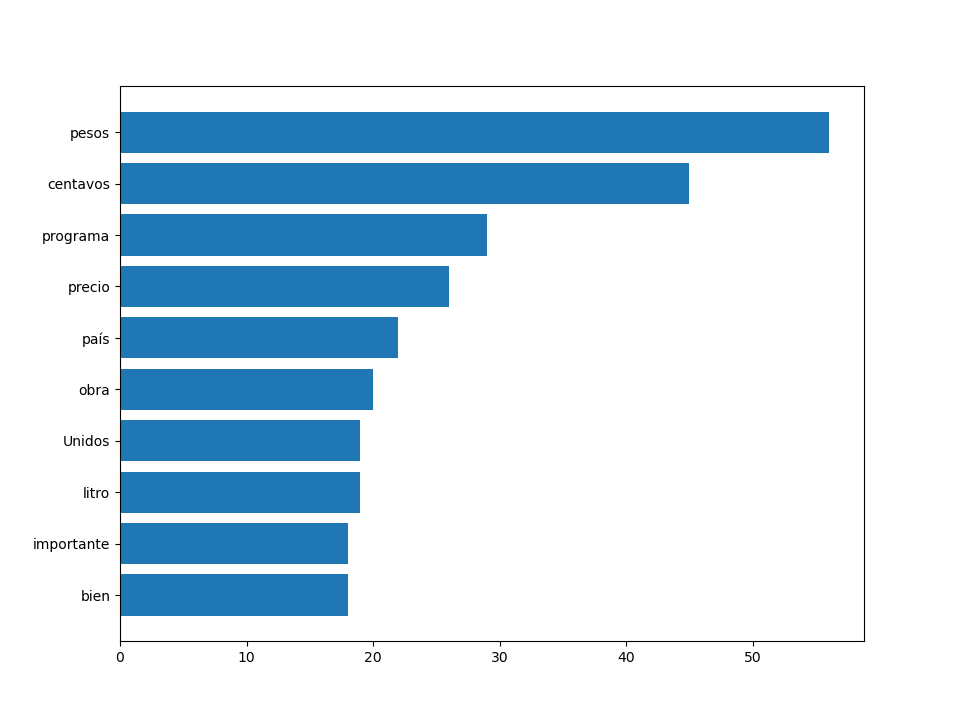 pesos
centavos
programa
precio
país
obra
Unidos
litro
importante
bien
0 10 20 30 40 50